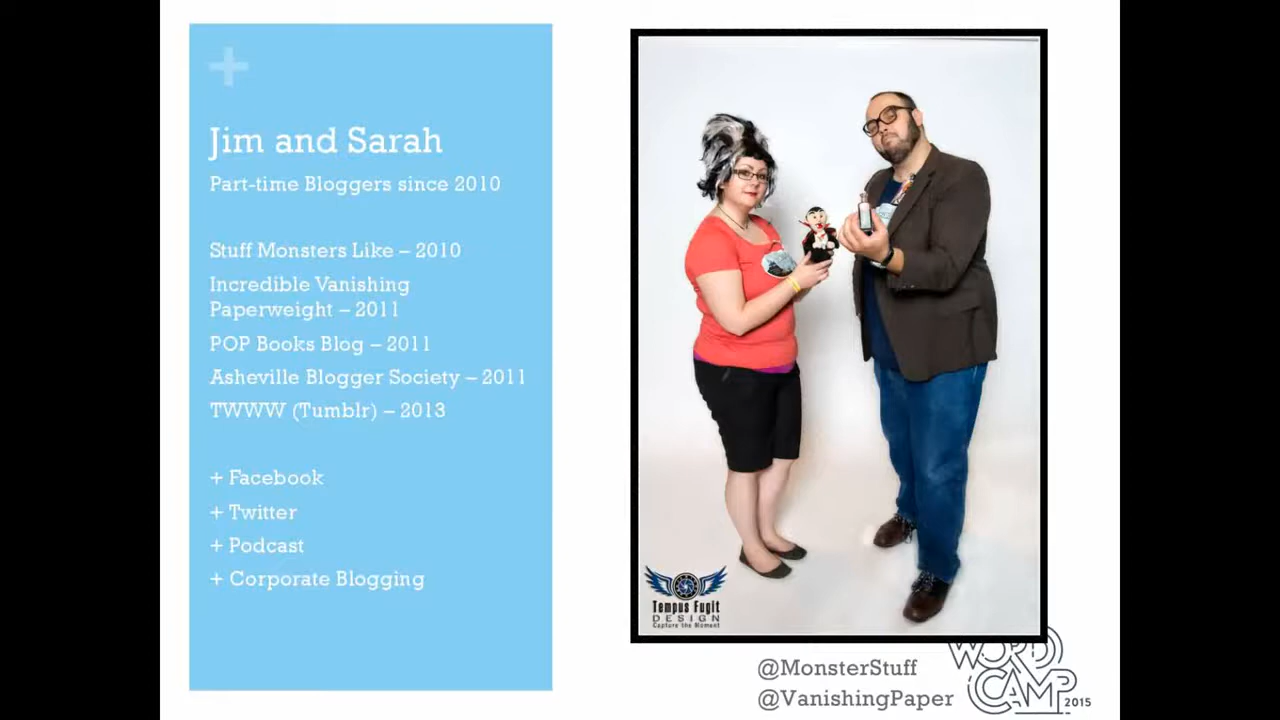 +
Jim and Sarah
Part-time Bloggers since 2010
Stuff Monsters Like – 2010
Incredible Vanishing
Paperweight – 2011
POP Books Blog – 2011
Asheville Blogger Society – 2011
TWWW (Tumblr) – 2013
+ Facebook
+ Twitter
+ Podcast
+ Corporate Blogging
Tempus Fugit
DESIGN
Capture the Moment
@MonsterStuff
@VanishingPaper
WORD
CAMP
2015